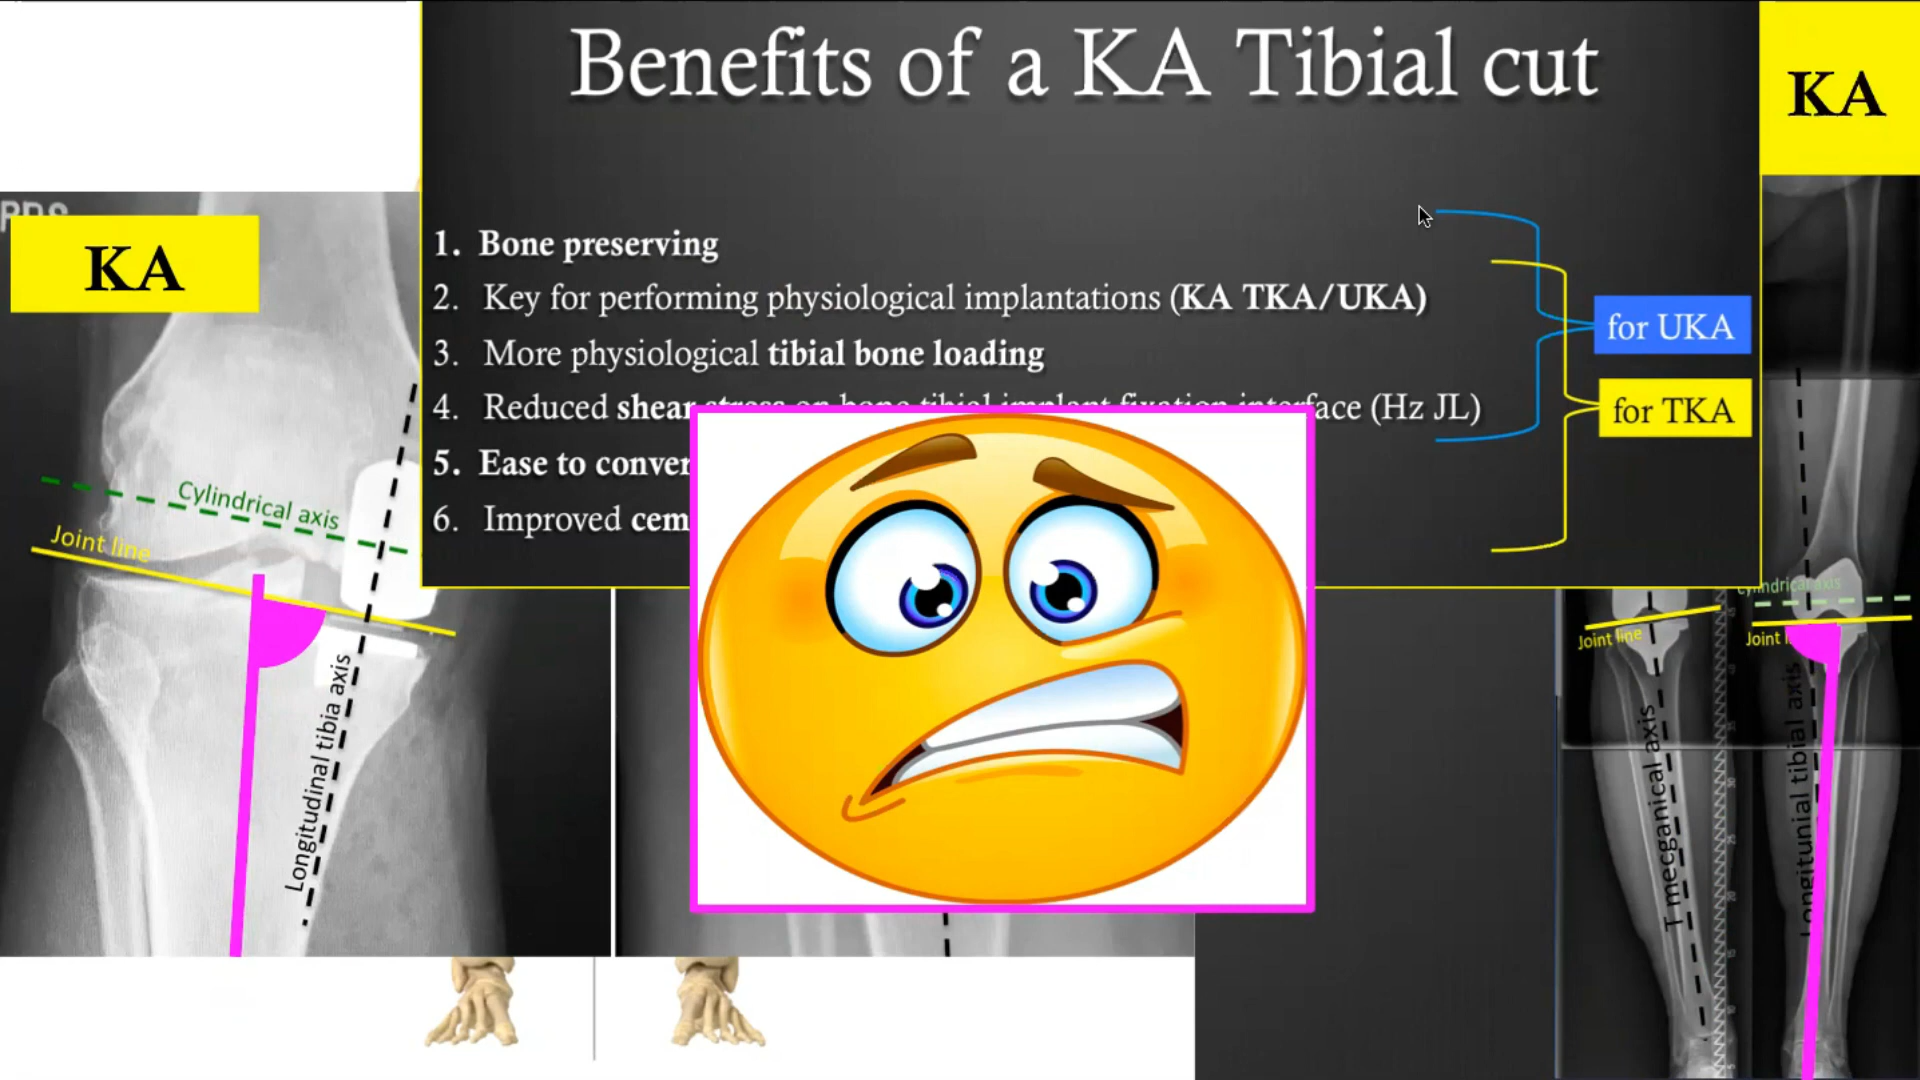 Benefits of a KA Tibial cut
KA
KA
1. Bone preserving
2. Key for performing physiological implantations (KA TKA/UKA)
3. More physiological tibial bone loading
4. Reduced shear stress on bone tibial implant fixation interface (Hz JL)
5. Ease to conver
6. Improved cem
for UKA
for TKA
Cylindrical axis
Joint line
Longitudinal tibia axis
Joint line
T mecganical axis
cylindrical axis
Joint l
Longitunial tibial axis